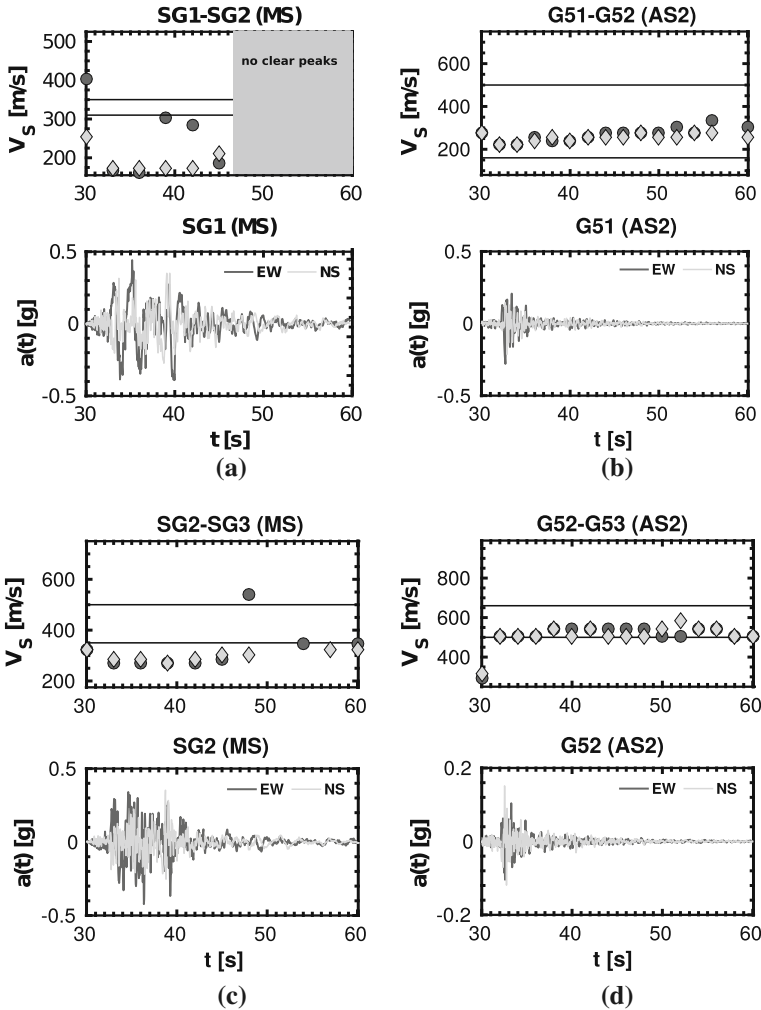 SG1-SG2 (MS)
500
400
300
200
V_S [m/s]
no clear peaks
30 40 50 60
SG1 (MS)
0.5
0
-0.5
a(t) [g]
EW NS
30 40 50 60
t [s]
(a)
G51-G52 (AS2)
600
400
200
V_S [m/s]
30 40 50 60
G51 (AS2)
0.5
0
-0.5
a(t) [g]
EW NS
30 40 50 60
t [s]
(b)
SG2-SG3 (MS)
600
400
200
V_S [m/s]
30 40 50 60
SG2 (MS)
0.5
0
-0.5
a(t) [g]
EW NS
30 40 50 60
t [s]
(c)
G52-G53 (AS2)
800
600
400
V_S [m/s]
30 40 50 60
G52 (AS2)
0.2
0
-0.2
a(t) [g]
EW NS
30 40 50 60
t [s]
(d)